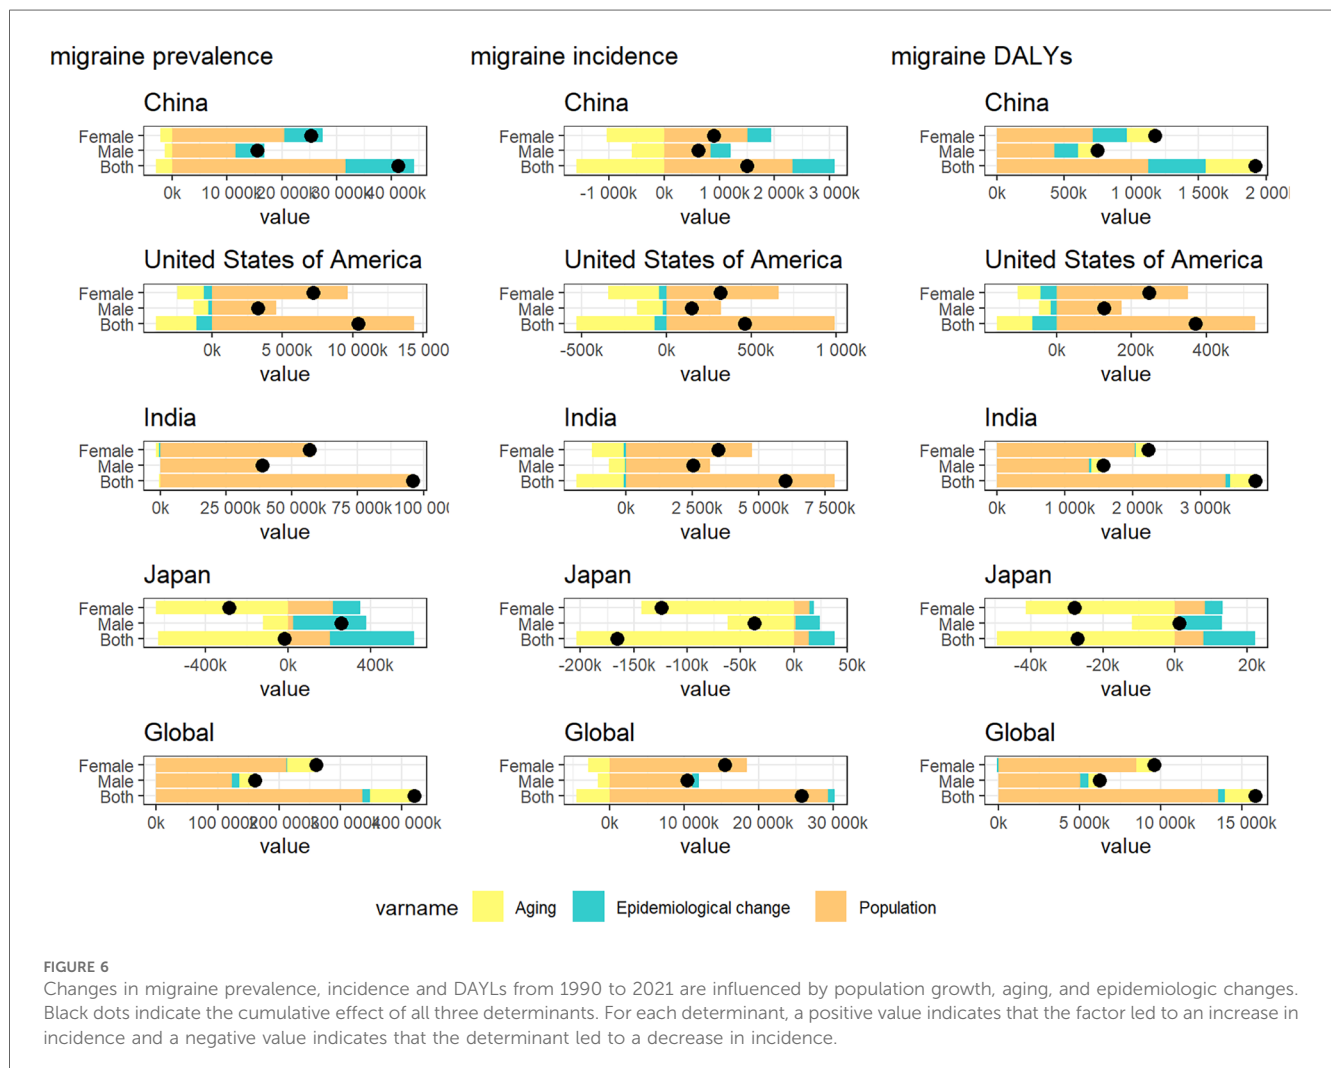 migraine prevalence migraine incidence migraine DALYs
China China China
Female Female Female
Male Male Male
Both Both Both
0k 10 000k 20 000k 30 000k 40 000k -1 000k 0k 1 000k 2 000k 3 000k 0k 500k 1 000k 1 500k 2 000
value value value
United States of America United States of America United States of America
Female Female Female
Male Male Male
Both Both Both
0k 5 000k 10 000k 15 000 -500k 0k 500k 1 000k 0k 200k 400k
value value value
India India India
Female Female Female
Male Male Male
Both Both Both
0k 25 000k 50 000k 75 000k 100 000 0k 2 500k 5 000k 7 500k 0k 1 000k 2 000k 3 000k
value value value
Japan Japan Japan
Female Female Female
Male Male Male
Both Both Both
-400k 0k 400k -200k -150k -100k -50k 0k 50k -40k -20k 0k 20k
value value value
Global Global Global
Female Female Female
Male Male Male
Both Both Both
0k 100 000k 200 000k 300 000k 400 000k 0k 10 000k 20 000k 30 000k 0k 5 000k 10 000k 15 000k
value value value
varname Aging Epidemiological change Population
FIGURE 6
Changes in migraine prevalence, incidence and DAYLs from 1990 to 2021 are influenced by population growth, aging, and epidemiologic changes.
Black dots indicate the cumulative effect of all three determinants. For each determinant, a positive value indicates that the factor led to an increase in
incidence and a negative value indicates that the determinant led to a decrease in incidence.